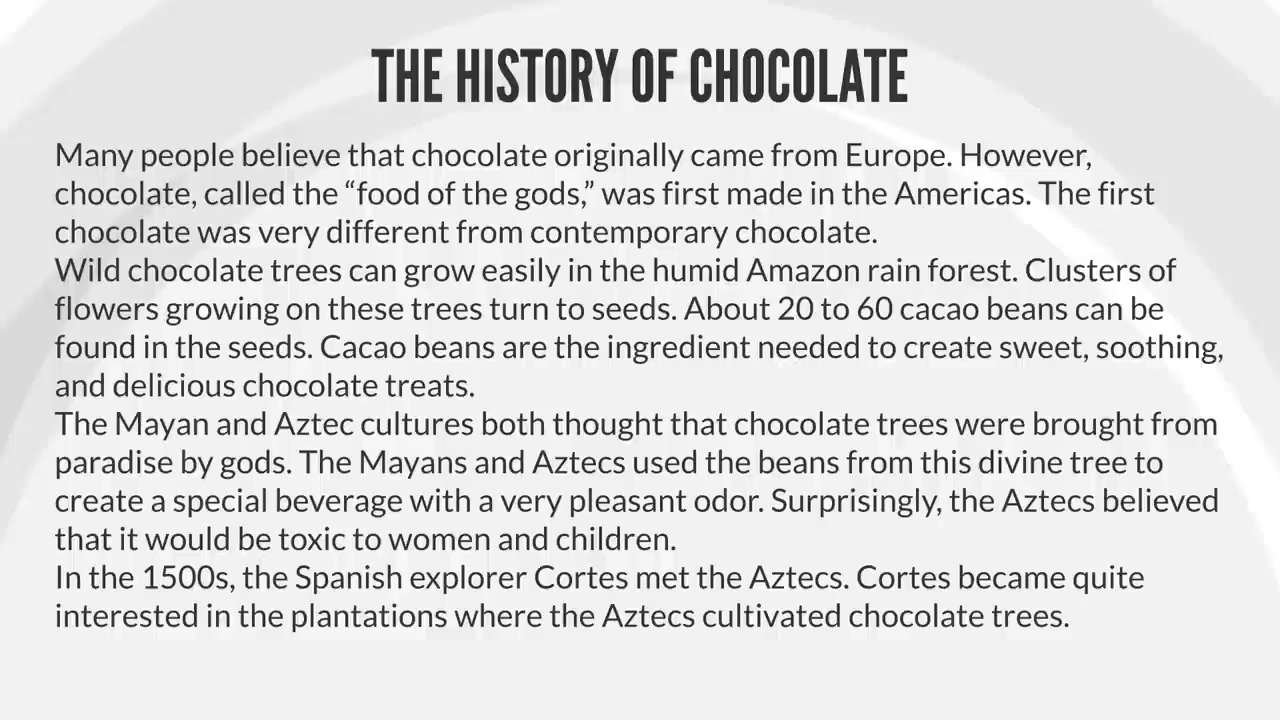 THE HISTORY OF CHOCOLATE
Many people believe that chocolate originally came from Europe. However,
chocolate, called the “food of the gods,” was first made in the Americas. The first
chocolate was very different from contemporary chocolate.
Wild chocolate trees can grow easily in the humid Amazon rain forest. Clusters of
flowers growing on these trees turn to seeds. About 20 to 60 cacao beans can be
found in the seeds. Cacao beans are the ingredient needed to create sweet, soothing,
and delicious chocolate treats.
The Mayan and Aztec cultures both thought that chocolate trees were brought from
paradise by gods. The Mayans and Aztecs used the beans from this divine tree to
create a special beverage with a very pleasant odor. Surprisingly, the Aztecs believed
that it would be toxic to women and children.
In the 1500s, the Spanish explorer Cortes met the Aztecs. Cortes became quite
interested in the plantations where the Aztecs cultivated chocolate trees.